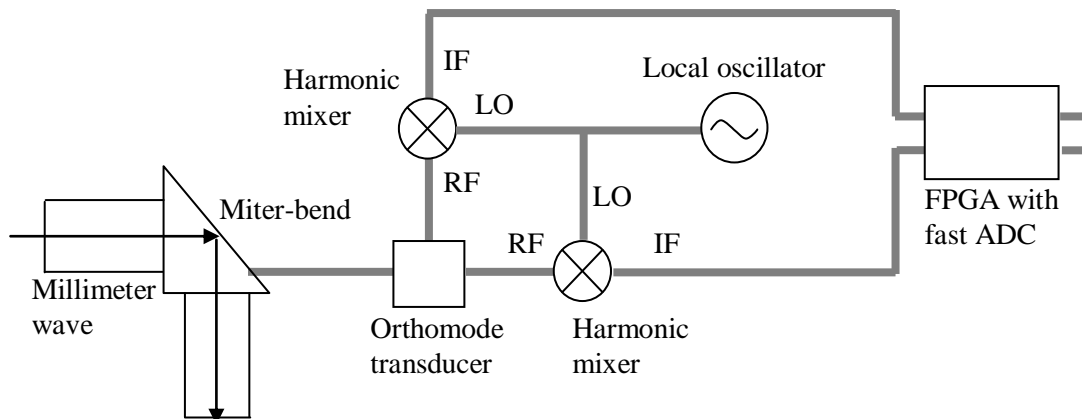 IF
Harmonic
mixer
LO
Local oscillator
RF
Miter-bend
LO
FPGA with
fast ADC
RF
IF
Millimeter
wave
Orthomode
transducer
Harmonic
mixer